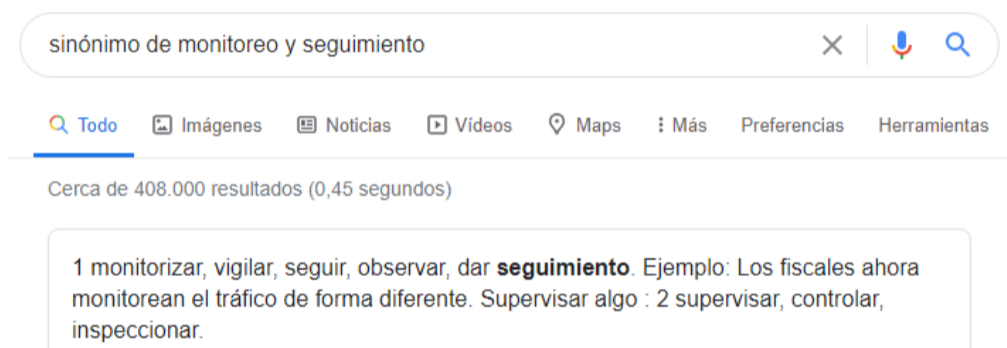 sinónimo de monitoreo y seguimiento
Todo Imágenes Noticias Vídeos Maps Más Preferencias Herramientas
Cerca de 408.000 resultados (0,45 segundos)
1 monitorizar, vigilar, seguir, observar, dar seguimiento. Ejemplo: Los fiscales ahora
monitorean el tráfico de forma diferente. Supervisar algo : 2 supervisar, controlar,
inspeccionar.